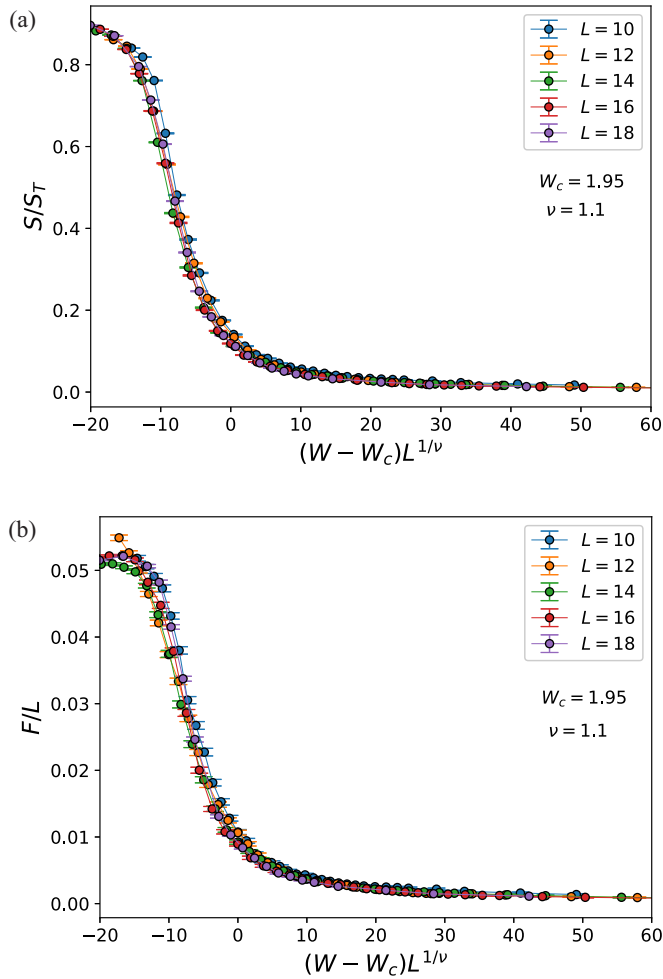 (a)
S/S_T
0.8
0.6
0.4
0.2
0.0
L = 10
L = 12
L = 14
L = 16
L = 18
W_c = 1.95
ν = 1.1
−20 −10 0 10 20 30 40 50 60
(W − W_c)L^{1/ν}
(b)
F/L
0.05
0.04
0.03
0.02
0.01
0.00
L = 10
L = 12
L = 14
L = 16
L = 18
W_c = 1.95
ν = 1.1
−20 −10 0 10 20 30 40 50 60
(W − W_c)L^{1/ν}